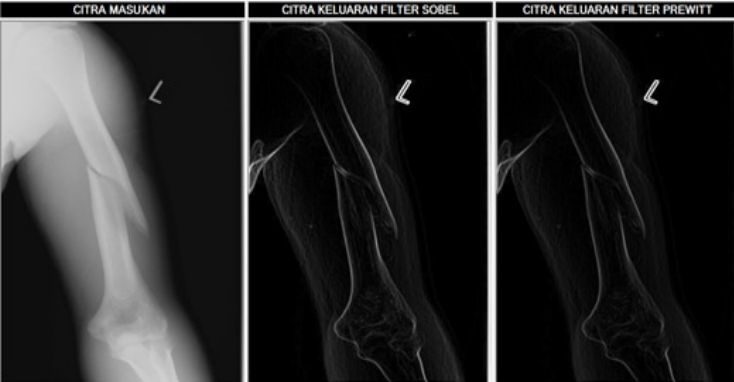 CITRA MASUKAN
CITRA KELUARAN FILTER SOBEL
CITRA KELUARAN FILTER PREWITT
L
L
L